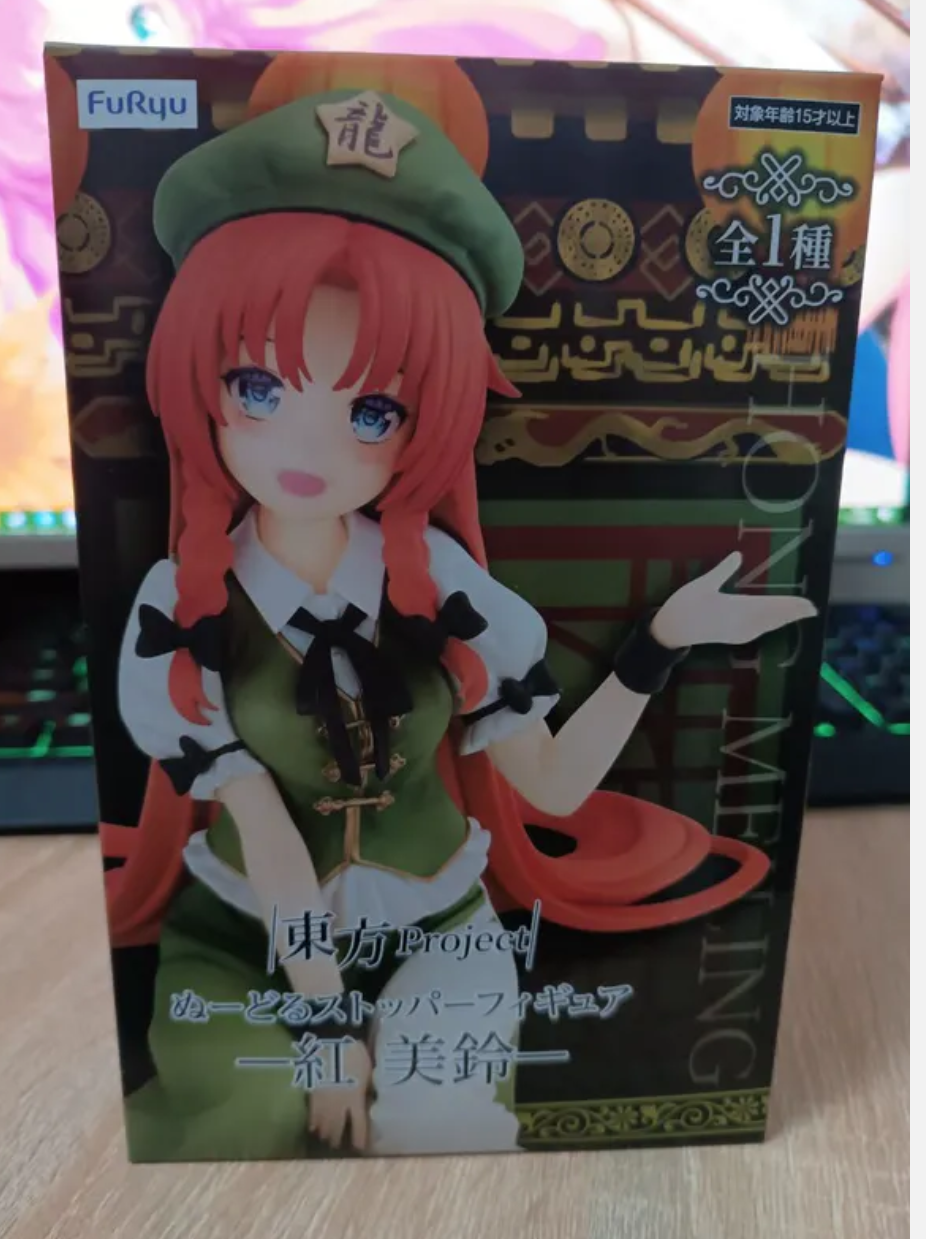 FuRyu
龍
対象年齢15才以上
全1種
HONG MEI LING
東方Project
ぬーどるストッパーフィギュア
紅 美鈴